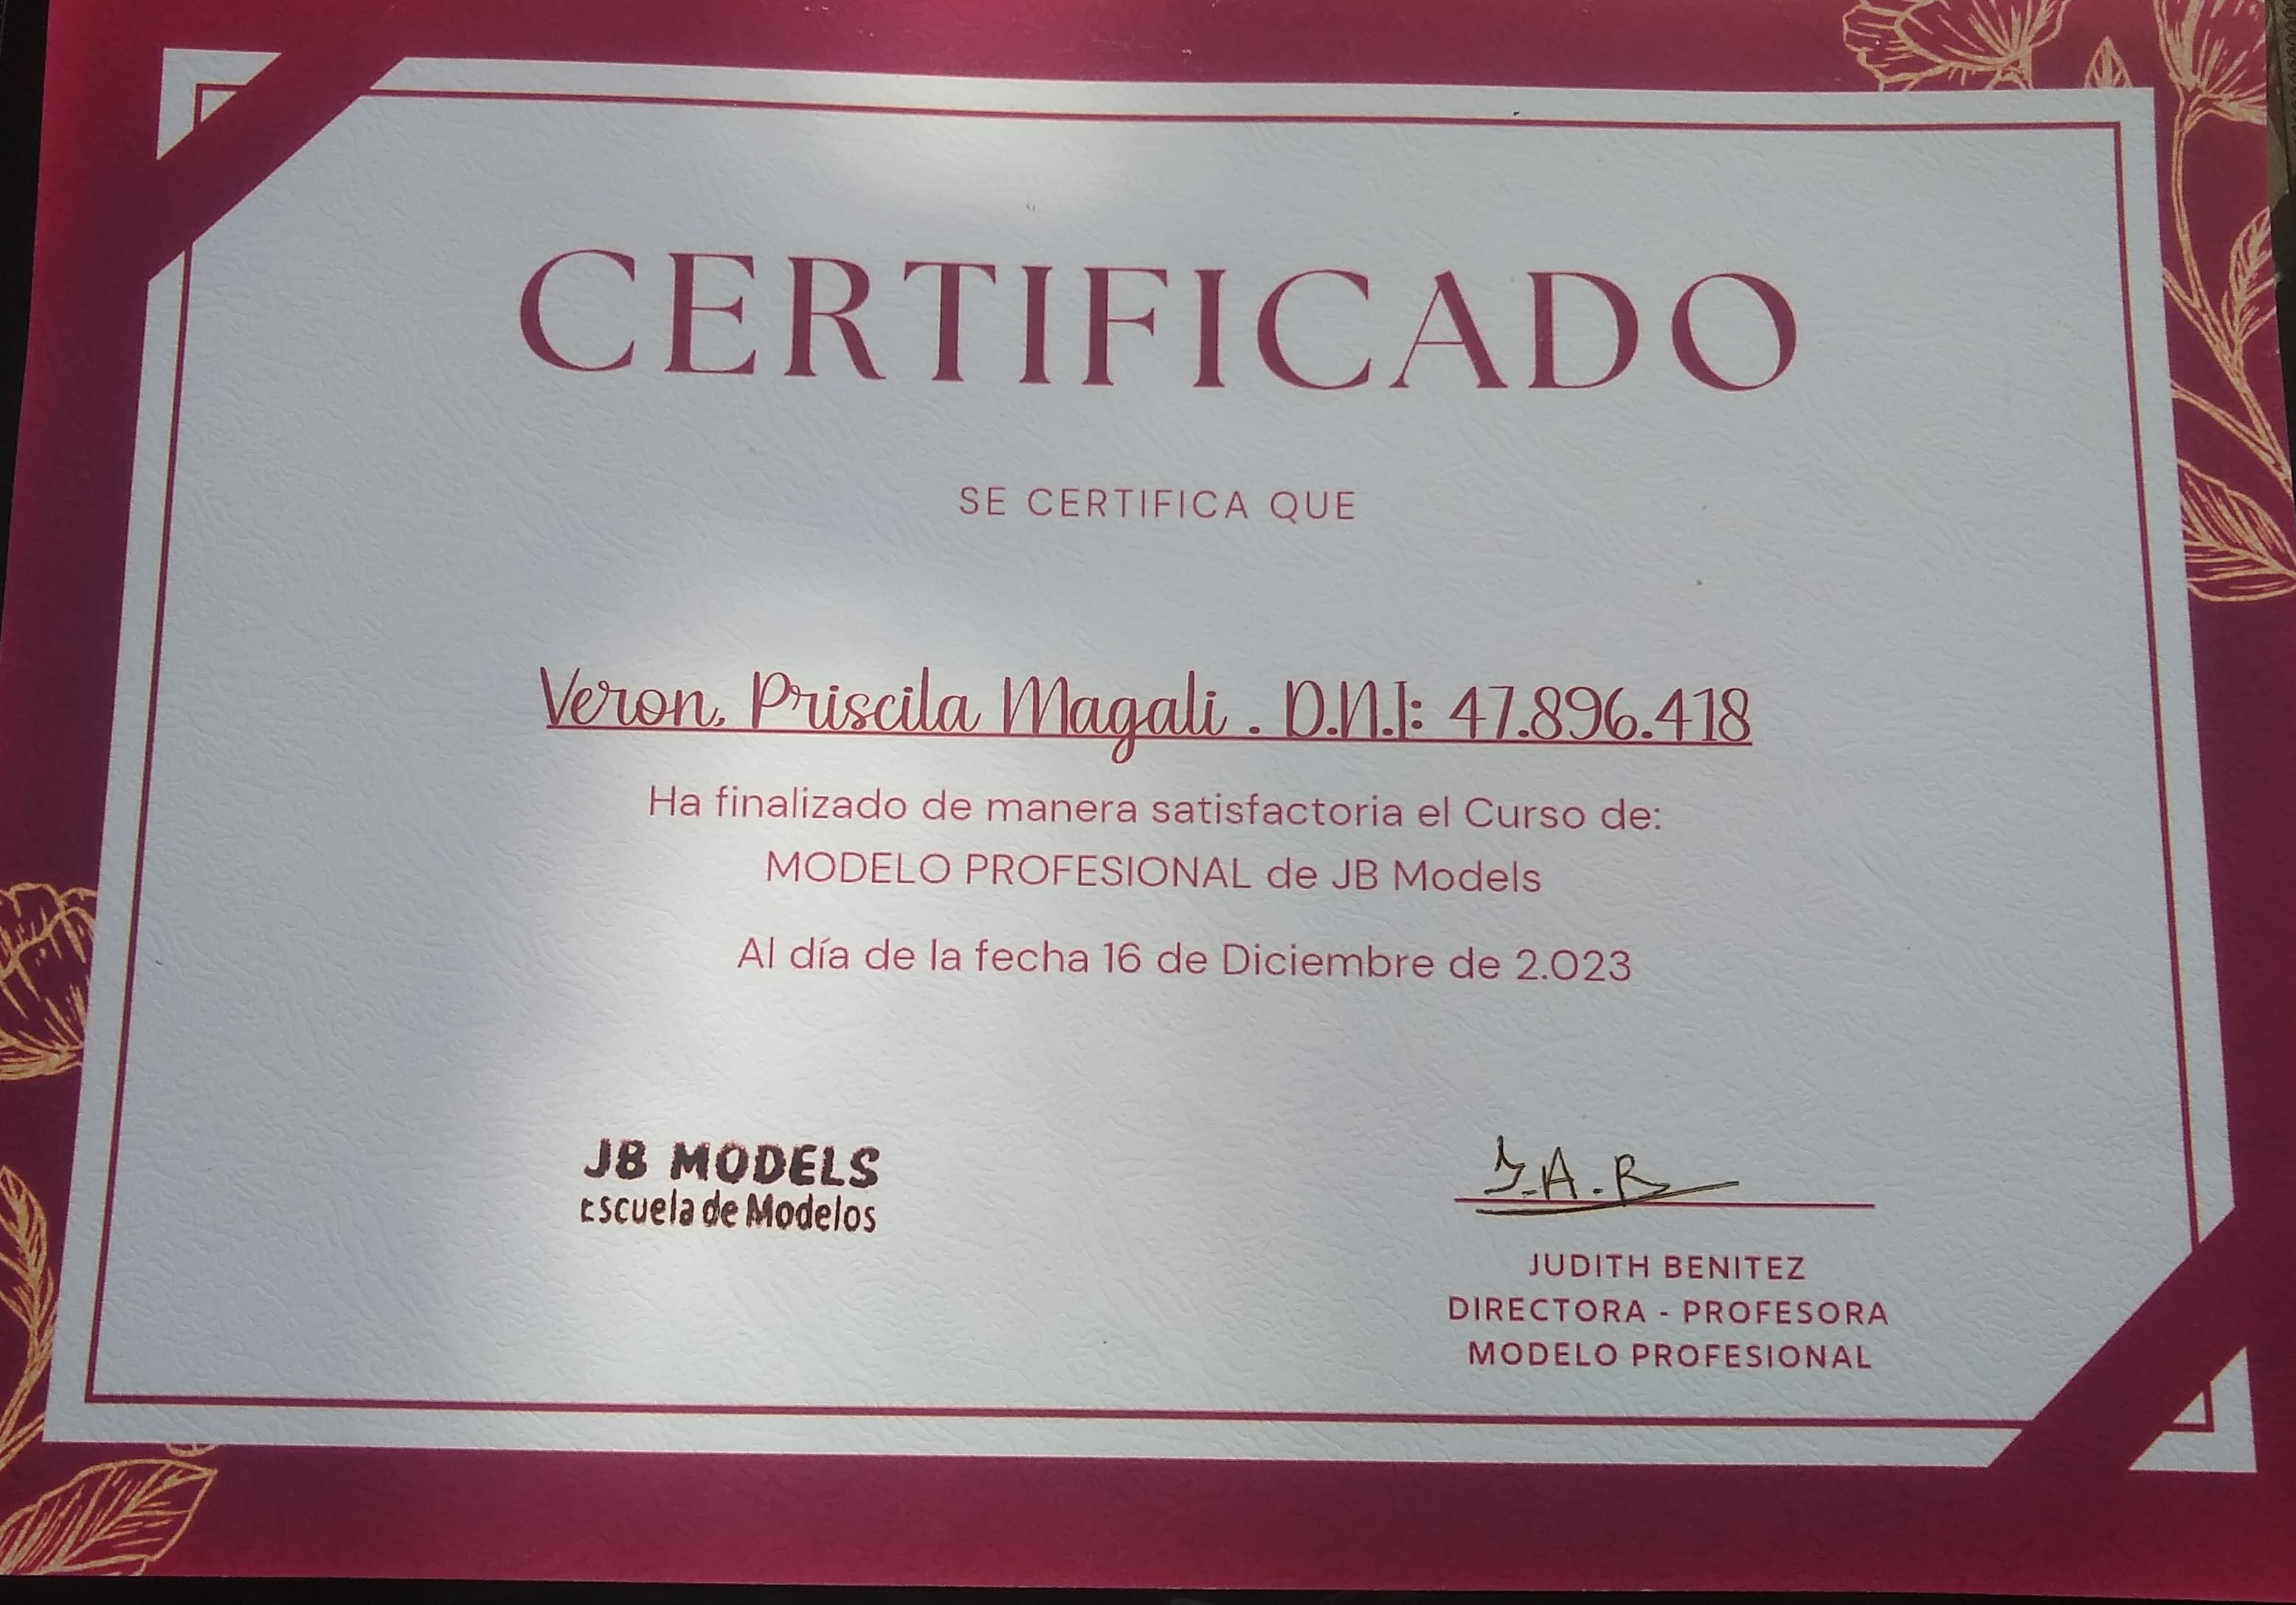 CERTIFICADO
SE CERTIFICA QUE
Veron, Priscila Magali . D.N.I: 47.896.418
Ha finalizado de manera satisfactoria el Curso de:
MODELO PROFESIONAL de JB Models
Al día de la fecha 16 de Diciembre de 2.023
JB MODELS
Escuela de Modelos
J.A.B
JUDITH BENITEZ
DIRECTORA - PROFESORA
MODELO PROFESIONAL